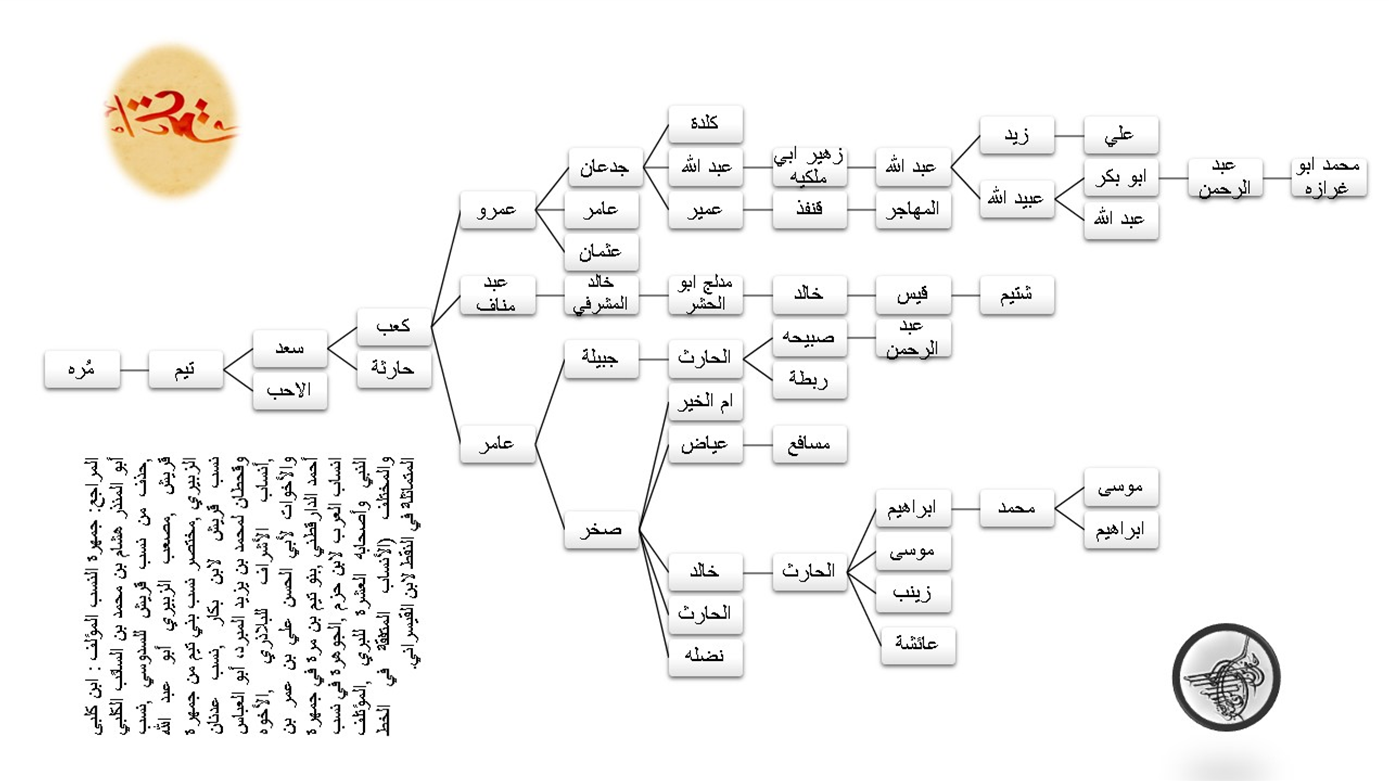 مُره
تيم
سعد
الاحب
كعب
حارثة
عمرو
عبد
مناف
عامر
جدعان
عامر
عثمان
خالد
المشرفي
جبيلة
صخر
كلدة
عبد الله
عمير
مدلج ابو
الحشر
الحارث
ام الخير
عياض
خالد
الحارث
نضله
زهير ابي
ملكيه
قنفذ
خالد
صبيحه
ربطة
مسافع
الحارث
عبد الله
المهاجر
قيس
عبد
الرحمن
ابراهيم
موسى
زينب
عائشة
زيد
عبيد الله
شتيم
محمد
علي
ابو بكر
عبد الله
موسى
ابراهيم
عبد
الرحمن
محمد ابو
غرازه
المراجع: جمهرة النسب المؤلف : ابن كلبى
أبو المنذر هشام بن محمد بن السائب الكلبي
,حذف من نسب قريش للسدوسي ,نسب
قريش ,مصعب الزبيري أبو عبد الله
الزبيري ,مختصر نسب بني تيم من جمهرة
نسب قريش لابن بكار ,نسب عدنان
وقحطان لمحمد بن يزيد المبرد، أبو العباس
,أنساب الأشراف للبلاذري ,الأخوه
والأخوات لأبي الحسن علي بن عمر بن
أحمد الدارقطني ,بنو تيم بن مرة في جمهرة
انساب العرب لابن حزم ,الجوهرة في نسب
النبي وأصحابه العشرة للبري ,المؤتلف
والمختلف (الأنساب المتفقة في الخط
المتماثلة في النقط لابن القيسراني.